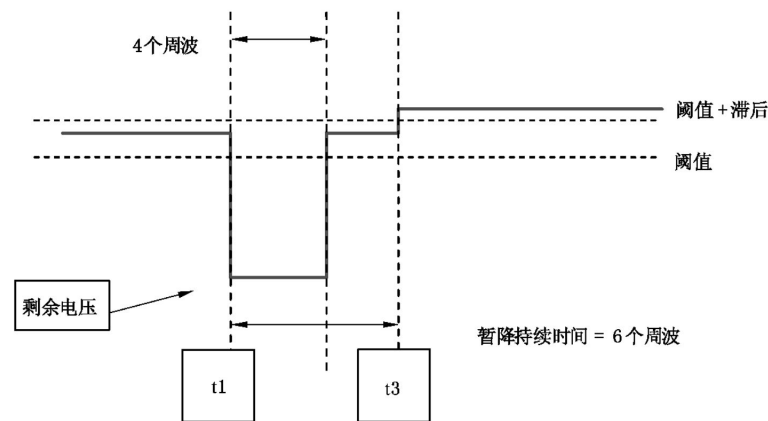 4个周波
阈值+滞后
阈值
剩余电压
暂降持续时间 = 6个周波
t1
t3